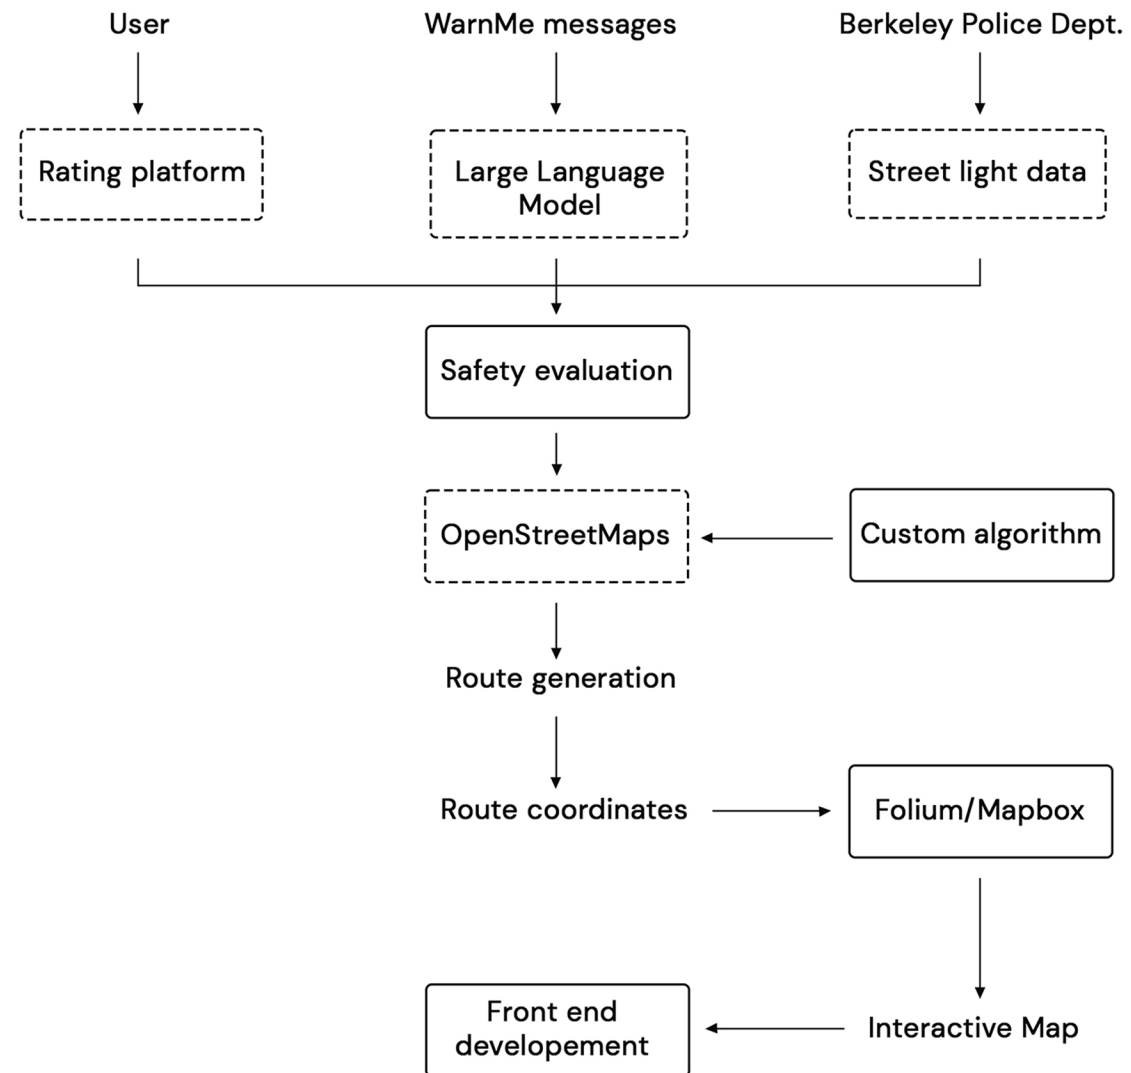 User
WarnMe messages
Berkeley Police Dept.
Rating platform
Large Language
Model
Street light data
Safety evaluation
OpenStreetMaps
Custom algorithm
Route generation
Route coordinates
Folium/Mapbox
Front end
developement
Interactive Map